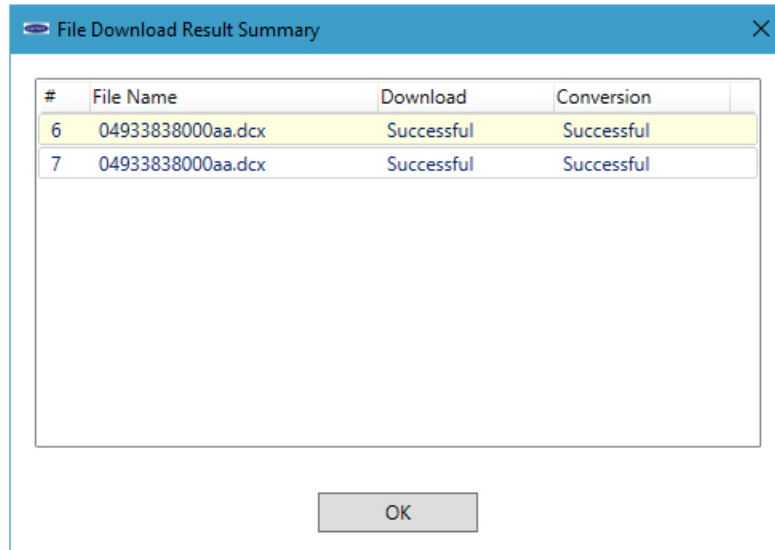 File Download Result Summary
# File Name Download Conversion
6 04933838000aa.dcx Successful Successful
7 04933838000aa.dcx Successful Successful
OK